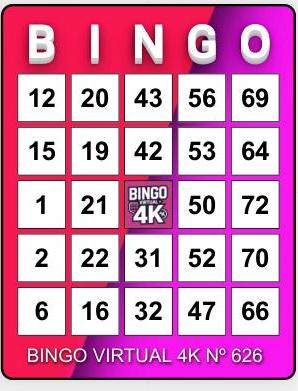 B I N G O
12 20 43 56 69
15 19 42 53 64
1 21 BINGO VIRTUAL 4K 50 72
2 22 31 52 70
6 16 32 47 66
BINGO VIRTUAL 4K Nº 626